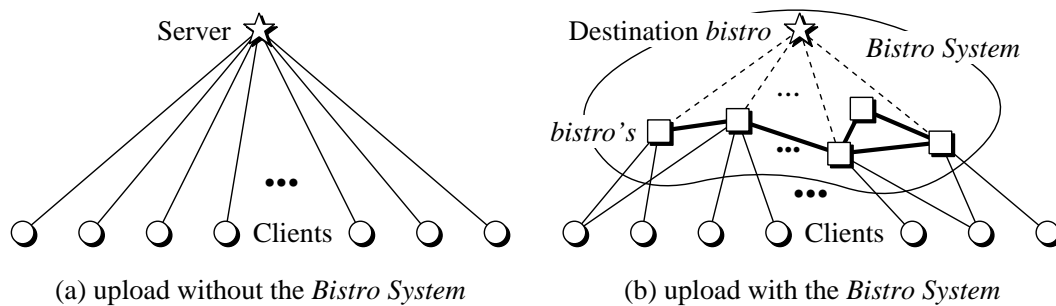 Server
Clients
(a) upload without the Bistro System
Destination bistro
Bistro System
bistro's
Clients
(b) upload with the Bistro System